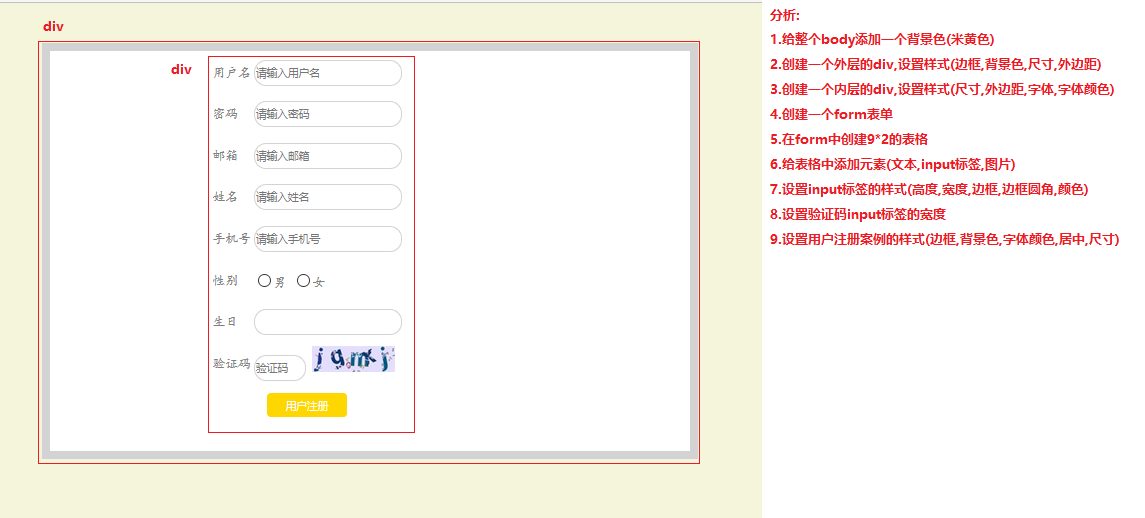 div
div
用户名 请输入用户名
密码 请输入密码
邮箱 请输入邮箱
姓名 请输入姓名
手机号 请输入手机号
性别 男 女
生日
验证码 验证码
用户注册
分析:
1.给整个body添加一个背景色(米黄色)
2.创建一个外层的div,设置样式(边框,背景色,尺寸,外边距)
3.创建一个内层的div,设置样式(尺寸,外边距,字体,字体颜色)
4.创建一个form表单
5.在form中创建9*2的表格
6.给表格中添加元素(文本,input标签,图片)
7.设置input标签的样式(高度,宽度,边框,边框圆角,颜色)
8.设置验证码input标签的宽度
9.设置用户注册案例的样式(边框,背景色,字体颜色,居中,尺寸)